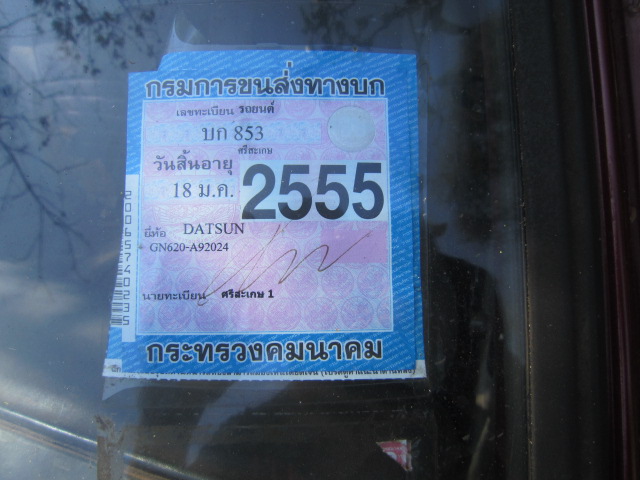 กรมการขนส่งทางบก
เลขทะเบียน รถยนต์
บก 853
ศรีสะเกษ
วันสิ้นอายุ
18 ม.ค. 2555
ยี่ห้อ DATSUN
GN620-A92024
นายทะเบียน ศรีสะเกษ 1
กระทรวงคมนาคม
2006574023​5